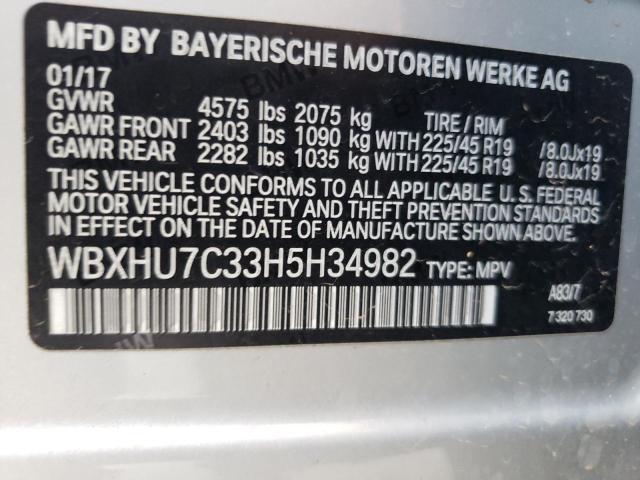 MFD BY BAYERISCHE MOTOREN WERKE AG
01/17
GVWR 4575 lbs 2075 kg TIRE / RIM
GAWR FRONT 2403 lbs 1090 kg WITH 225/45 R19 /8.0Jx19
GAWR REAR 2282 lbs 1035 kg WITH 225/45 R19 /8.0Jx19
THIS VEHICLE CONFORMS TO ALL APPLICABLE U.S. FEDERAL
MOTOR VEHICLE SAFETY AND THEFT PREVENTION STANDARDS
IN EFFECT ON THE DATE OF MANUFACTURE SHOWN ABOVE.
WBXHU7C33H5H34982 TYPE: MPV
A83/7
7 320 730